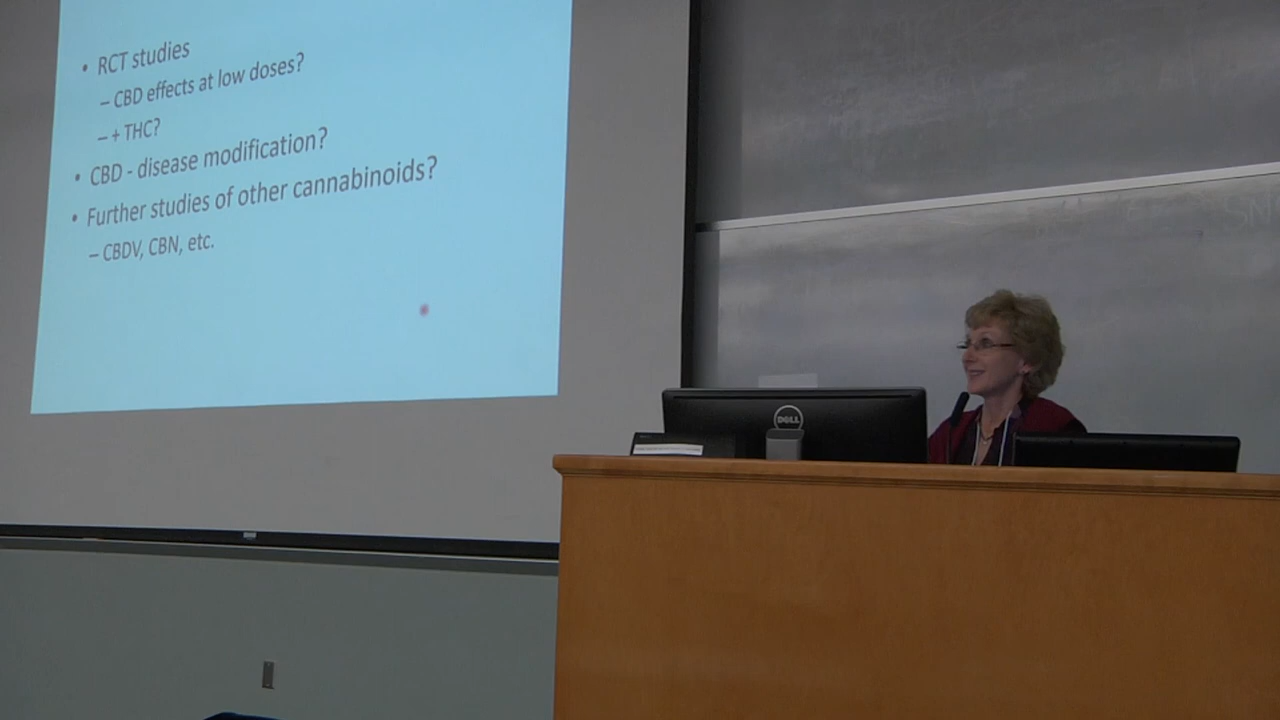 • RCT studies
– CBD effects at low doses?
– + THC?
• CBD - disease modification?
• Further studies of other cannabinoids?
– CBDV, CBN, etc.
DELL